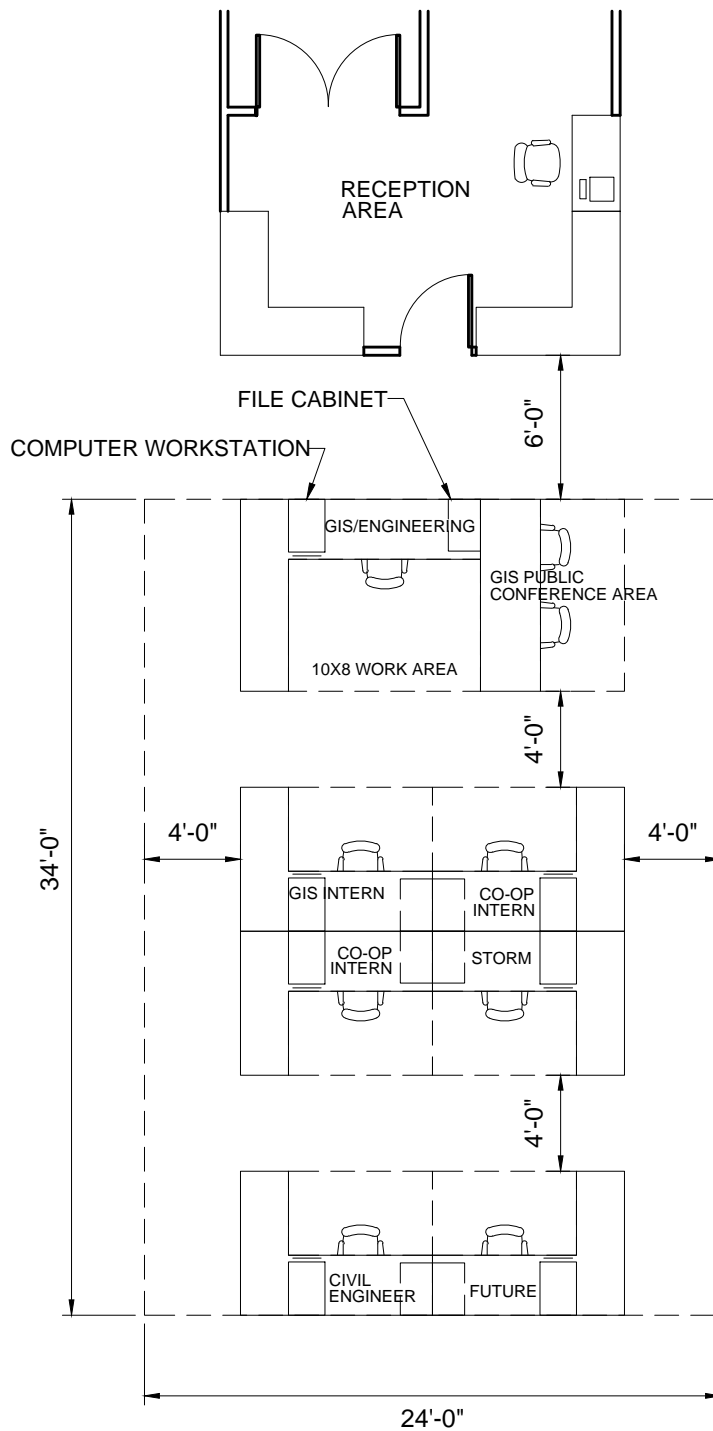 RECEPTION
AREA
FILE CABINET
6'-0"
COMPUTER WORKSTATION
GIS/ENGINEERING
GIS PUBLIC
CONFERENCE AREA
10X8 WORK AREA
4'-0"
34'-0"
4'-0"
4'-0"
GIS INTERN
CO-OP
INTERN
CO-OP
INTERN
STORM
4'-0"
CIVIL
ENGINEER
FUTURE
24'-0"